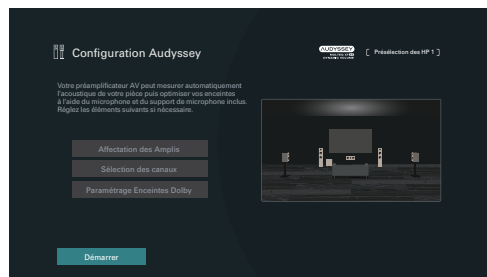 Configuration Audyssey
AUDYSSEY
[ Présélection des HP 1 ]
Votre préamplificateur AV peut mesurer automatiquement
l'acoustique de votre pièce puis optimiser vos enceintes
à l'aide du microphone et du support de microphone inclus.
Réglez les éléments suivants si nécessaire.
Affectation des Amplis
Sélection des canaux
Paramétrage Enceintes Dolby
Démarrer